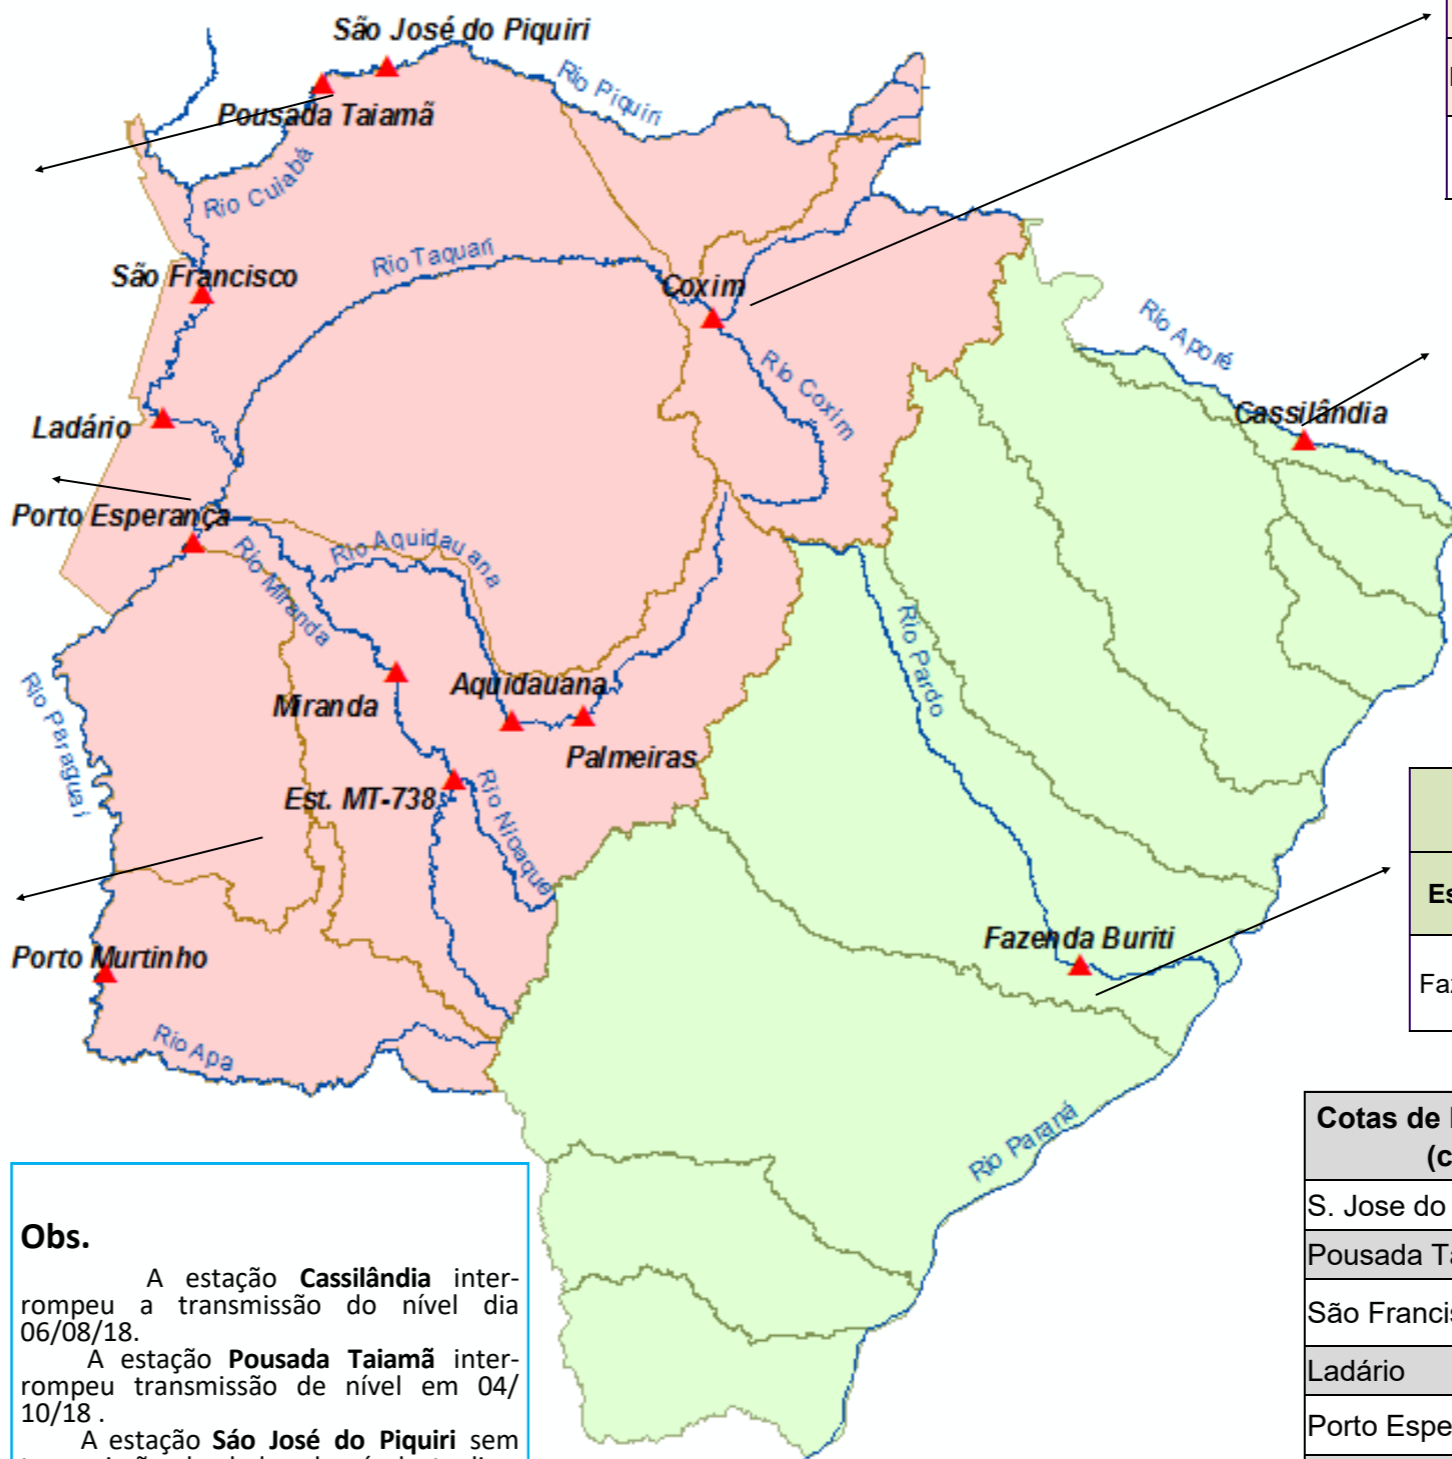 São José do Piquiri
Rio Piquiri
Pousada Taiamã
Rio Cuiabá
Rio Taquari
São Francisco
Coxim
Rio Aporé
Rio Coxim
Cassilândia
Ladário
Porto Esperança
Rio Aquidauana
Rio Miranda
Rio Pardo
Rio Paraguai
Aquidauana
Miranda
Palmeiras
Est. MT-738
Rio Nioaque
Es
Fazenda Buriti
Porto Murtinho
Faz
Rio Apa
Rio Paraná
Cotas de
(c
S. Jose do
Pousada Ta
São Francis
Ladário
Porto Espe
Obs.
A estação Cassilândia inter-
rompeu a transmissão do nível dia
06/08/18.
A estação Pousada Taiamã inter-
rompeu transmissão de nível em 04/
10/18 .
A estação Sáo José do Piquiri sem